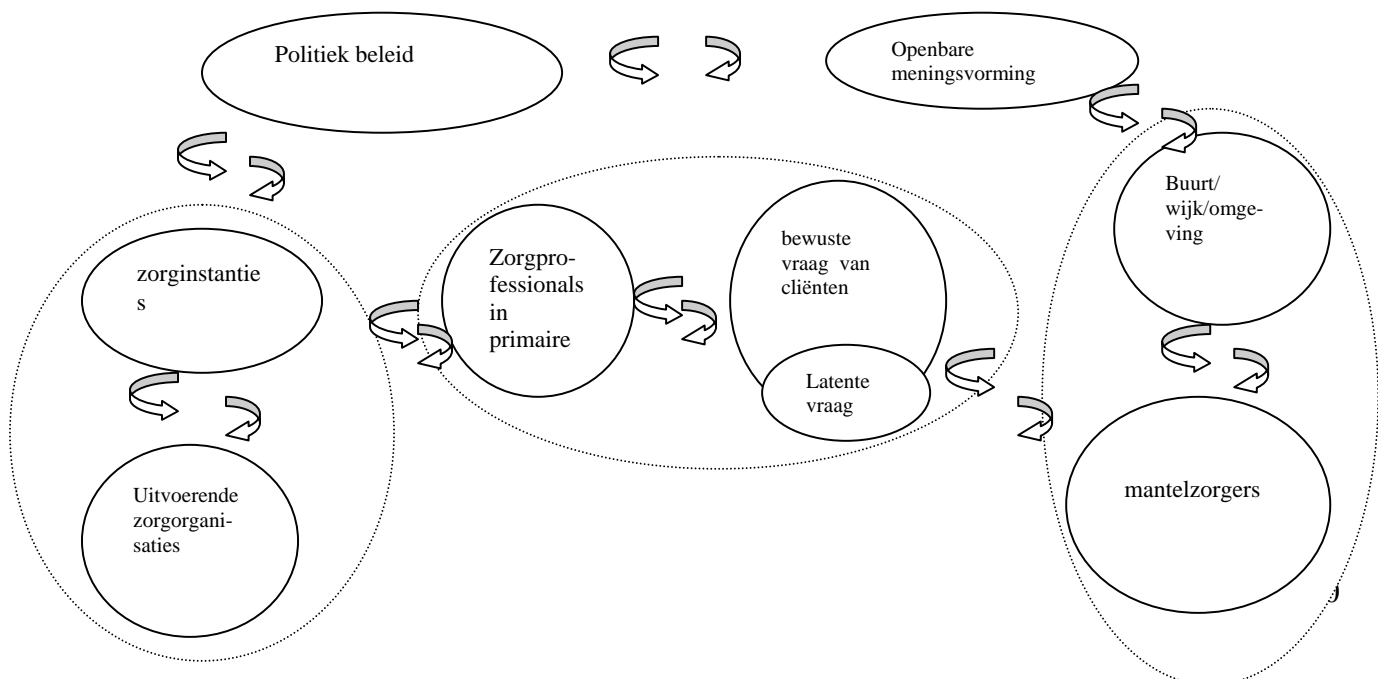 Politiek beleid
Openbare
meningsvorming
Buurt/
wijk/omge-
ving
zorginstantie
s
Zorgpro-
fessionals
in
primaire
bewuste
vraag van
cliënten
Latente
vraag
Uitvoerende
zorgorgani-
saties
mantelzorgers